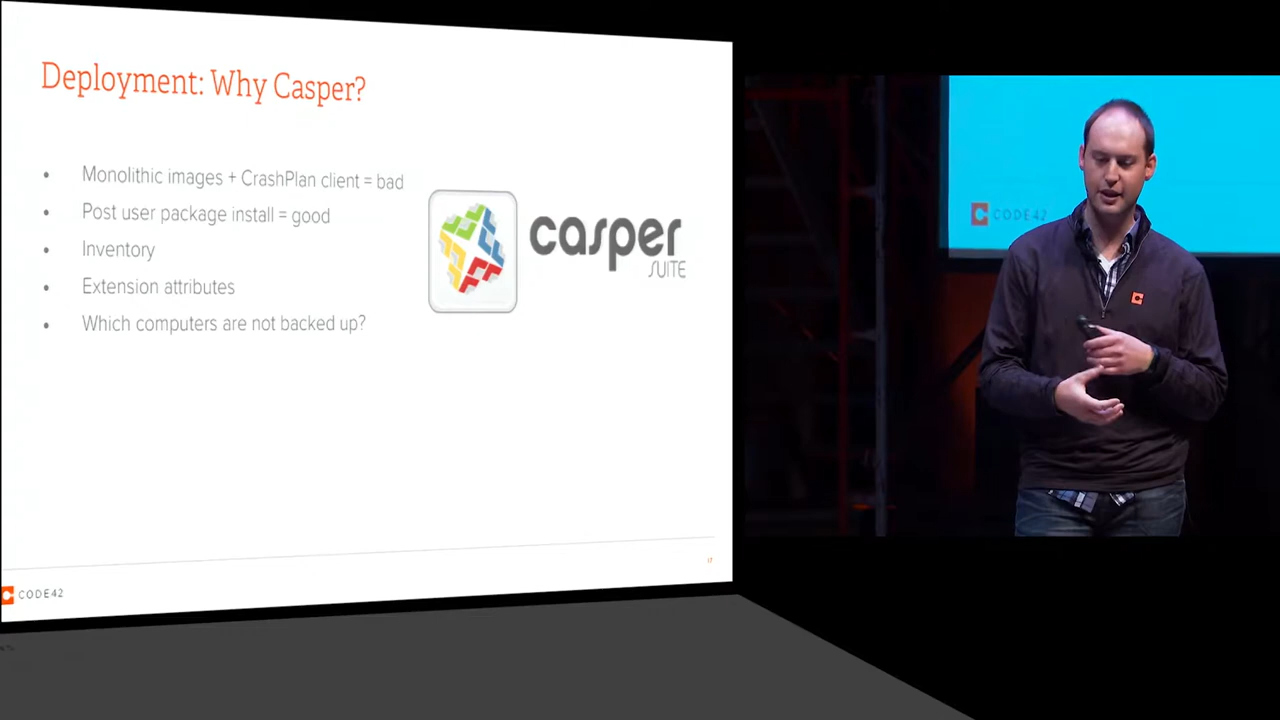 Deployment: Why Casper?
Monolithic images + CrashPlan client = bad
Post user package install = good
Inventory
Extension attributes
Which computers are not backed up?
casper
SUITE
CODE42
17
CODE42